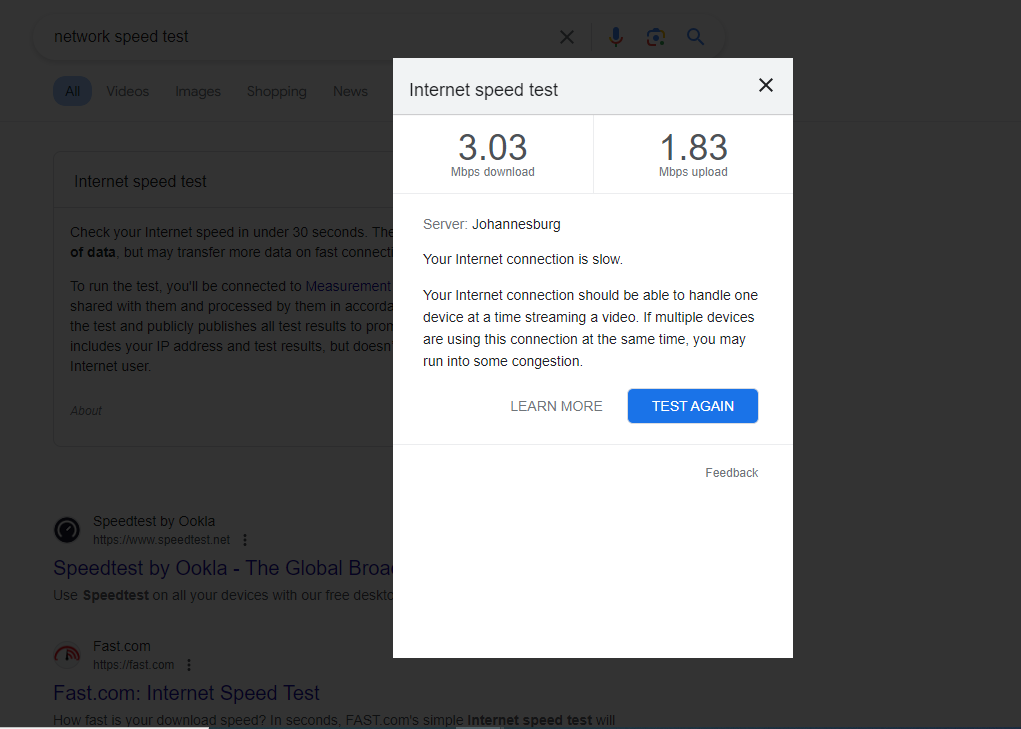 network speed test
All
Videos
Images
Shopping
News
Internet speed test
Check your Internet speed in under 30 seconds. The
of data, but may transfer more data on fast connecti
To run the test, you'll be connected to Measurement
shared with them and processed by them in accorda
the test and publicly publishes all test results to pron
includes your IP address and test results, but doesn'
Internet user.
About
Internet speed test
3.03
Mbps download
1.83
Mbps upload
Server: Johannesburg
Your Internet connection is slow.
Your Internet connection should be able to handle one
device at a time streaming a video. If multiple devices
are using this connection at the same time, you may
run into some congestion.
LEARN MORE
TEST AGAIN
Feedback
Speedtest by Ookla
https://www.speedtest.net
Speedtest by Ookla - The Global Broa
Use Speedtest on all your devices with our free deskto
Fast.com
https://fast.com
Fast.com: Internet Speed Test
How fast is your download speed? In seconds, FAST.com's simple Internet speed test will